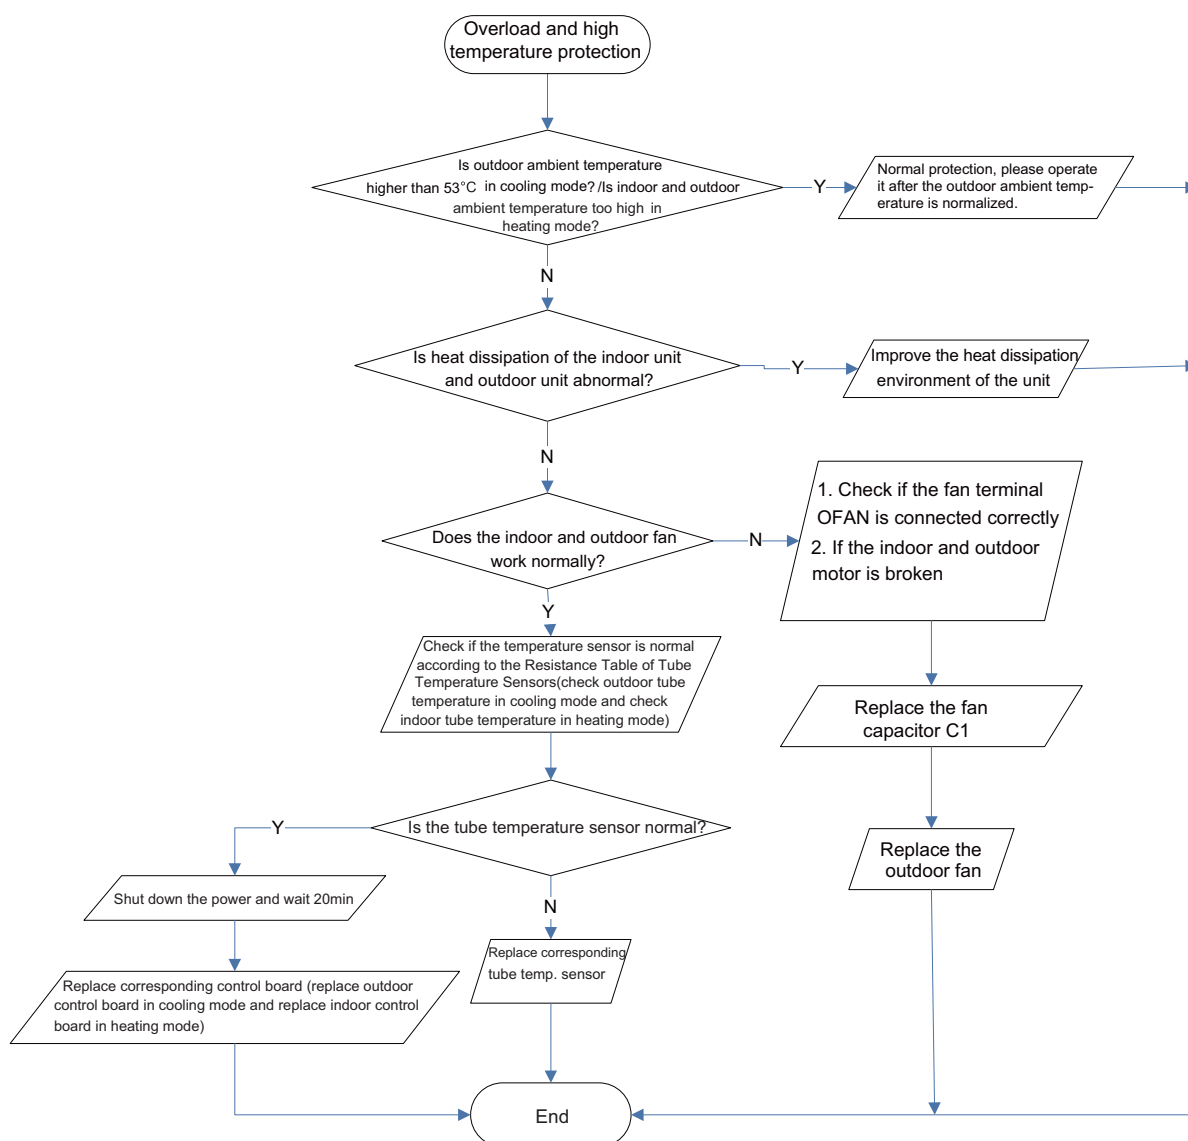 Overload and high
temperature protection
Is outdoor ambient temperature
higher than 53°C in cooling mode?/Is indoor and outdoor
ambient temperature too high in
heating mode?
Y
Normal protection, please operate
it after the outdoor ambient temp-
erature is normalized.
N
Is heat dissipation of the indoor unit
and outdoor unit abnormal?
Y
Improve the heat dissipation
environment of the unit
N
Does the indoor and outdoor fan
work normally?
N
1. Check if the fan terminal
OFAN is connected correctly
2. If the indoor and outdoor
motor is broken
Y
Check if the temperature sensor is normal
according to the Resistance Table of Tube
Temperature Sensors(check outdoor tube
temperature in cooling mode and check
indoor tube temperature in heating mode)
Replace the fan
capacitor C1
Is the tube temperature sensor normal?
Y
Replace the
outdoor fan
Shut down the power and wait 20min
N
Replace corresponding
tube temp. sensor
Replace corresponding control board (replace outdoor
control board in cooling mode and replace indoor control
board in heating mode)
End